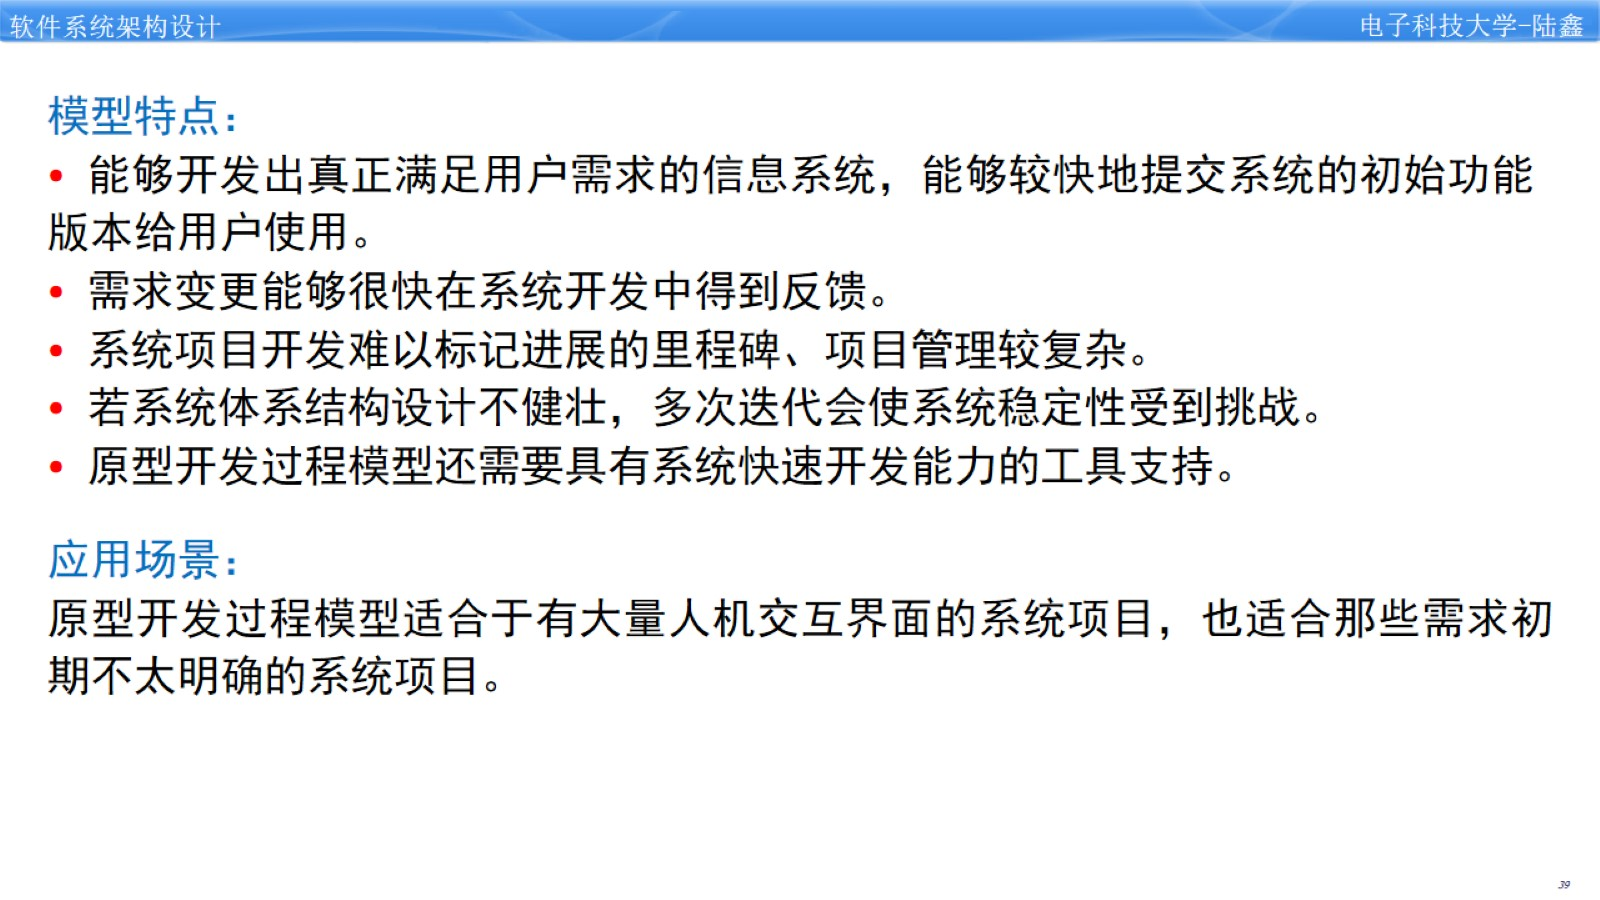 软件系统架构设计
电子科技大学-陆鑫
模型特点：
• 能够开发出真正满足用户需求的信息系统，能够较快地提交系统的初始功能
版本给用户使用。
• 需求变更能够很快在系统开发中得到反馈。
• 系统项目开发难以标记进展的里程碑、项目管理较复杂。
• 若系统体系结构设计不健壮，多次迭代会使系统稳定性受到挑战。
• 原型开发过程模型还需要具有系统快速开发能力的工具支持。
应用场景：
原型开发过程模型适合于有大量人机交互界面的系统项目，也适合那些需求初
期不太明确的系统项目。
39